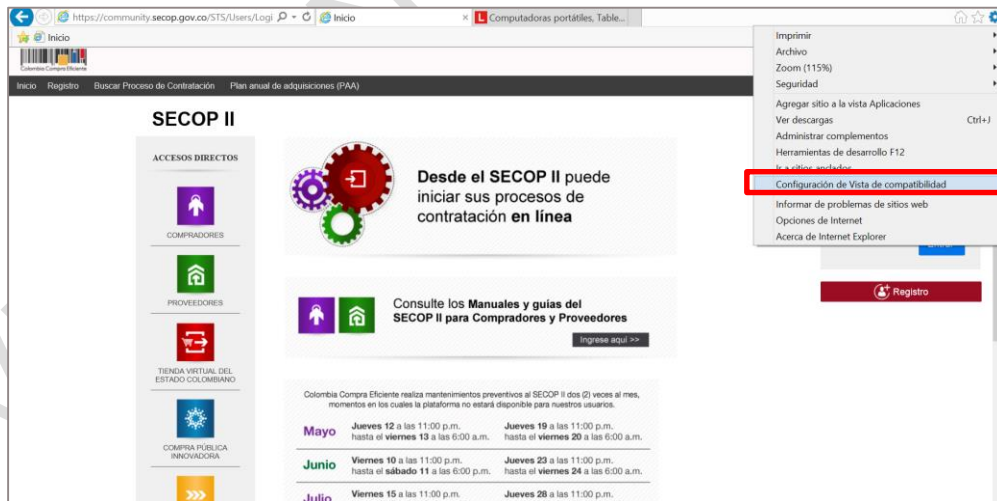 https://community.secop.gov.co/STS/Users/Logi
Inicio
Computadoras portátiles, Table...
Inicio
Colombia Compra Eficiente
Inicio Registro Buscar Proceso de Contratación Plan anual de adquisiciones (PAA)
Imprimir
Archivo
Zoom (115%)
Seguridad
Agregar sitio a la vista Aplicaciones
Ver descargas Ctrl+J
Administrar complementos
Herramientas de desarrollo F12
Ir a sitios anclados
Configuración de Vista de compatibilidad
Informar de problemas de sitios web
Opciones de Internet
Acerca de Internet Explorer
Entrar
Registro
SECOP II
ACCESOS DIRECTOS
COMPRADORES
PROVEEDORES
TIENDA VIRTUAL DEL
ESTADO COLOMBIANO
COMPRA PÚBLICA
INNOVADORA
Desde el SECOP II puede
iniciar sus procesos de
contratación en línea
Consulte los Manuales y guías del
SECOP II para Compradores y Proveedores
Ingrese aquí >>
Colombia Compra Eficiente realiza mantenimientos preventivos al SECOP II dos (2) veces al mes,
momentos en los cuales la plataforma no estará disponible para nuestros usuarios.
Mayo
Jueves 12 a las 11:00 p.m.
hasta el viernes 13 a las 6:00 a.m.
Jueves 19 a las 11:00 p.m.
hasta el viernes 20 a las 6:00 a.m.
Junio
Viernes 10 a las 11:00 p.m.
hasta el sábado 11 a las 6:00 p.m.
Jueves 23 a las 11:00 p.m.
hasta el viernes 24 a las 6:00 a.m.
Julio
Viernes 15 a las 11:00 p.m.
Jueves 28 a las 11:00 p.m.